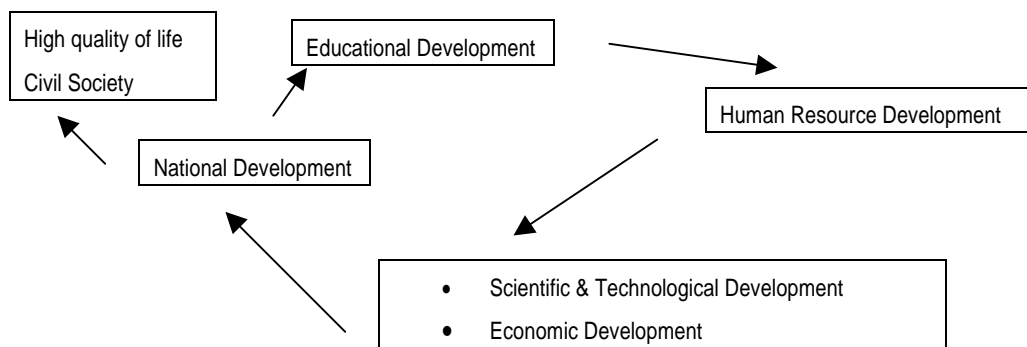 High quality of life
Civil Society
Educational Development
Human Resource Development
National Development
• Scientific & Technological Development
• Economic Development